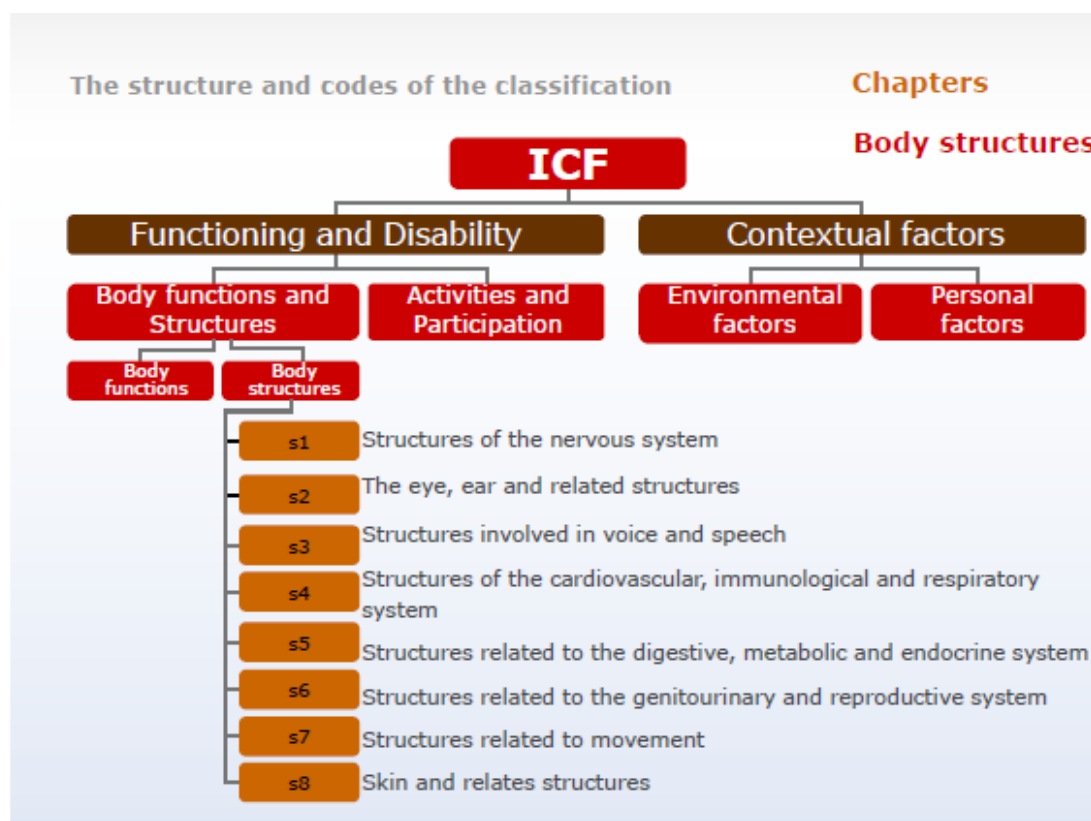 The structure and codes of the classification
Chapters
Body structures
ICF
Functioning and Disability
Contextual factors
Body functions and
Structures
Activities and
Participation
Environmental
factors
Personal
factors
Body
functions
Body
structures
s1
Structures of the nervous system
s2
The eye, ear and related structures
s3
Structures involved in voice and speech
s4
Structures of the cardiovascular, immunological and respiratory
system
s5
Structures related to the digestive, metabolic and endocrine system
s6
Structures related to the genitourinary and reproductive system
s7
Structures related to movement
s8
Skin and relates structures